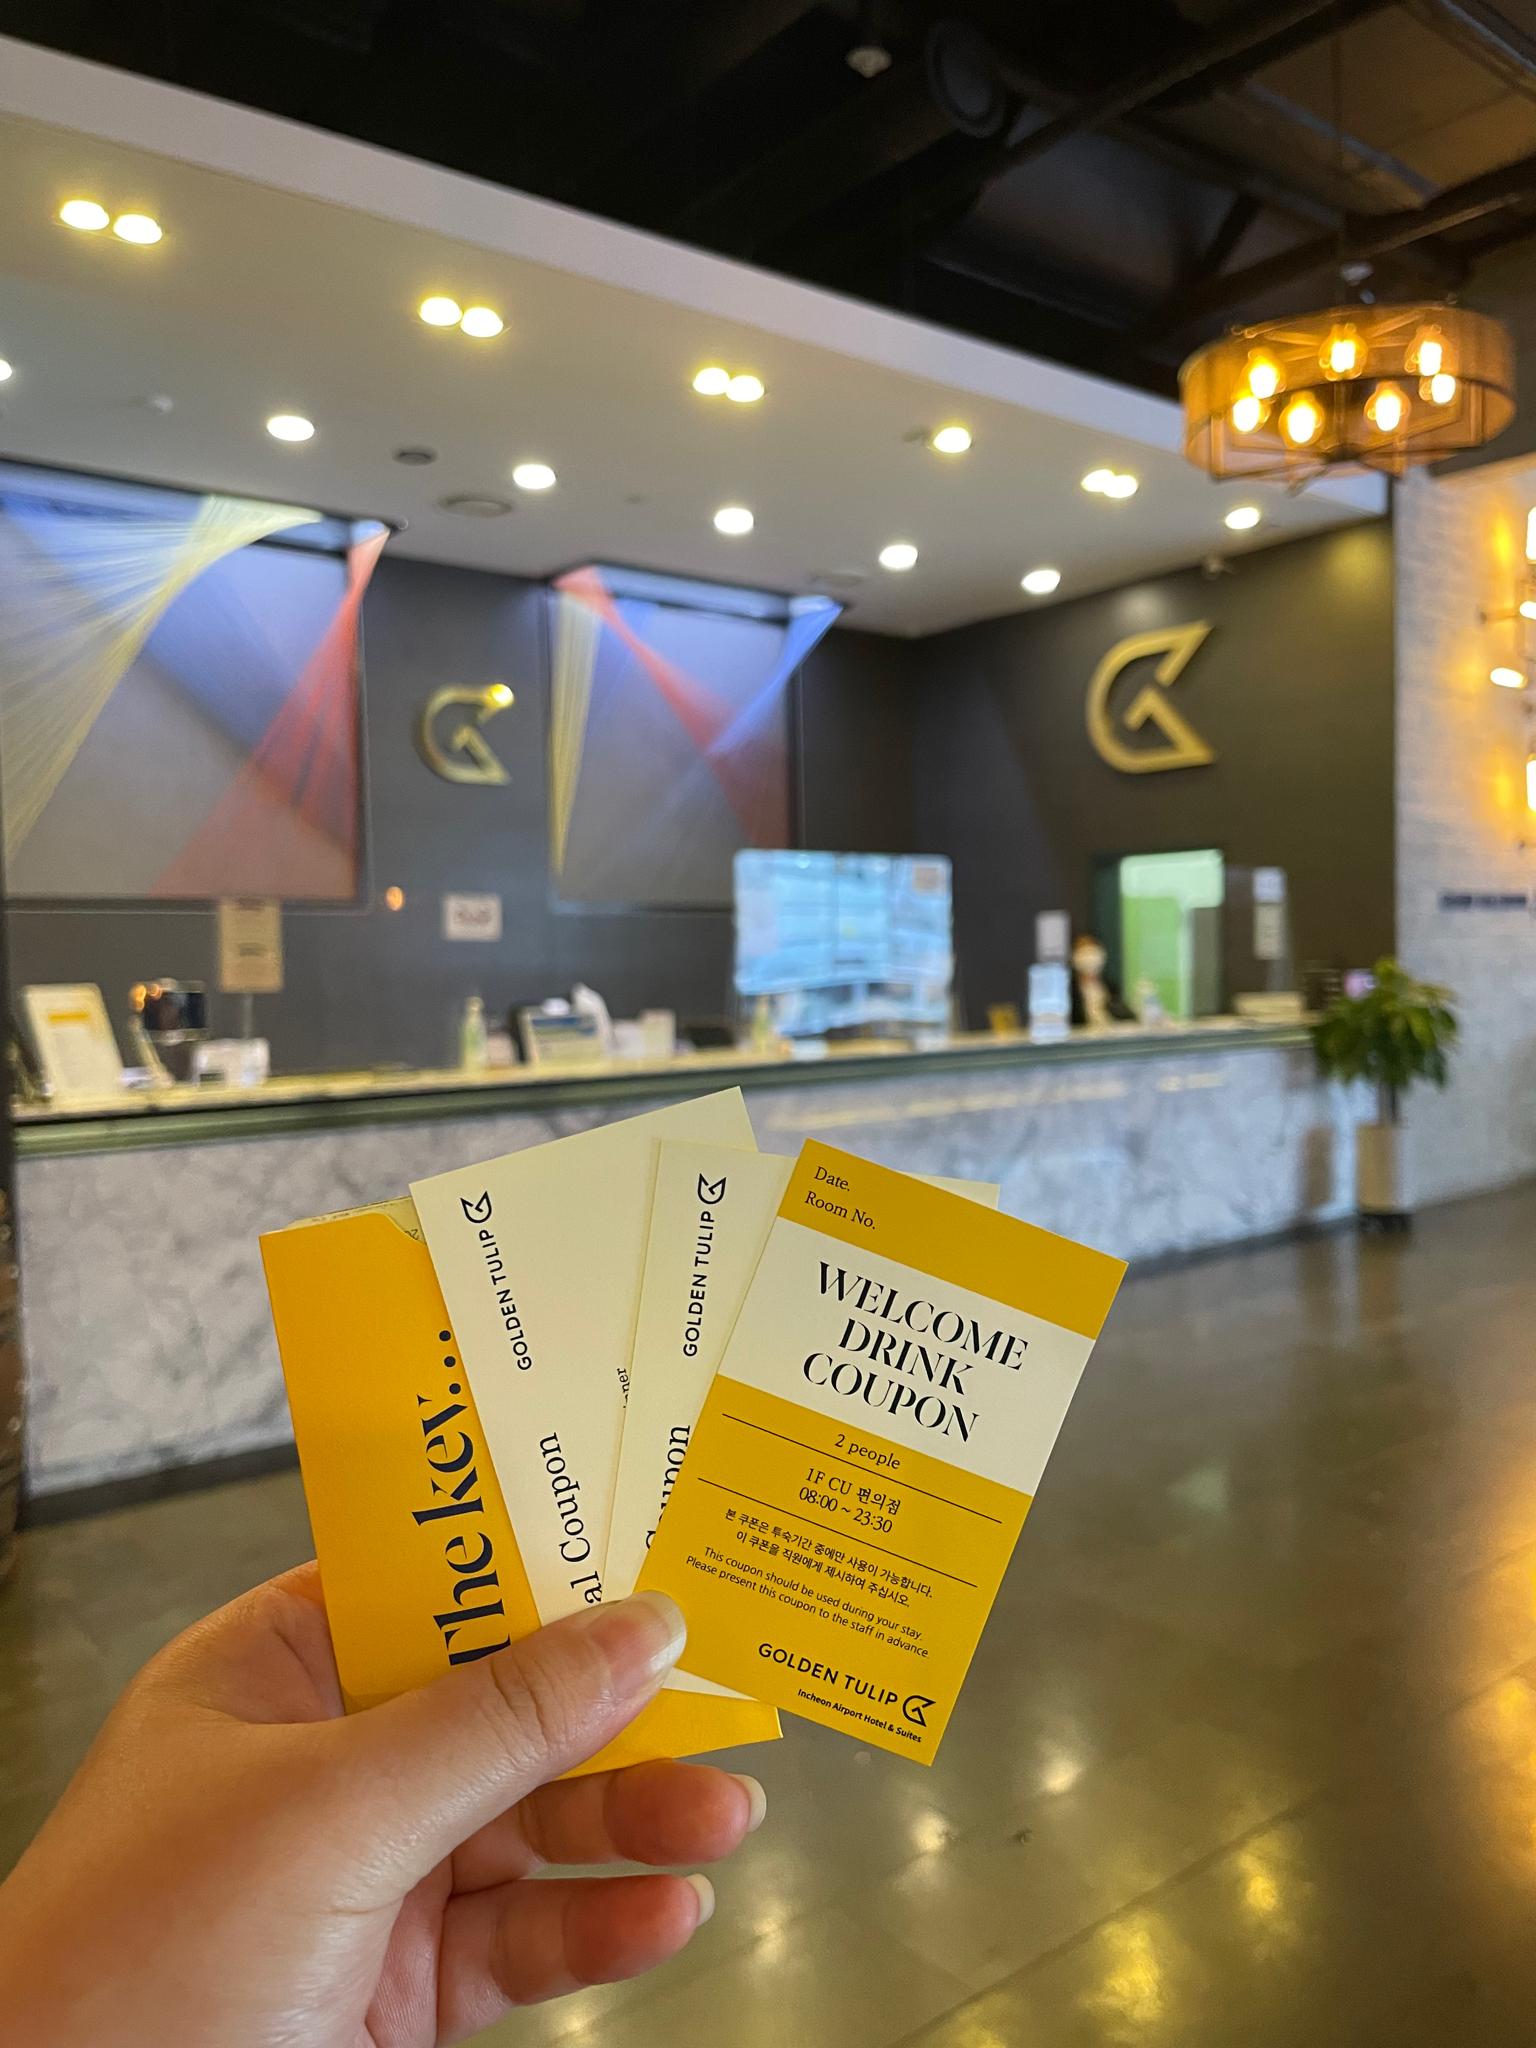 The key...
GOLDEN TULIP
Coupon
GOLDEN TULIP
Date.
Room No.
WELCOME
DRINK
COUPON
2 people
1F CU 편의점
08:00 ~ 23:30
본 쿠폰은 투숙기간 중에만 사용이 가능합니다.
이 쿠폰을 직원에게 제시하여 주십시오.
This coupon should be used during your stay.
Please present this coupon to the staff in advance.
GOLDEN TULIP
Incheon Airport Hotel & Suites